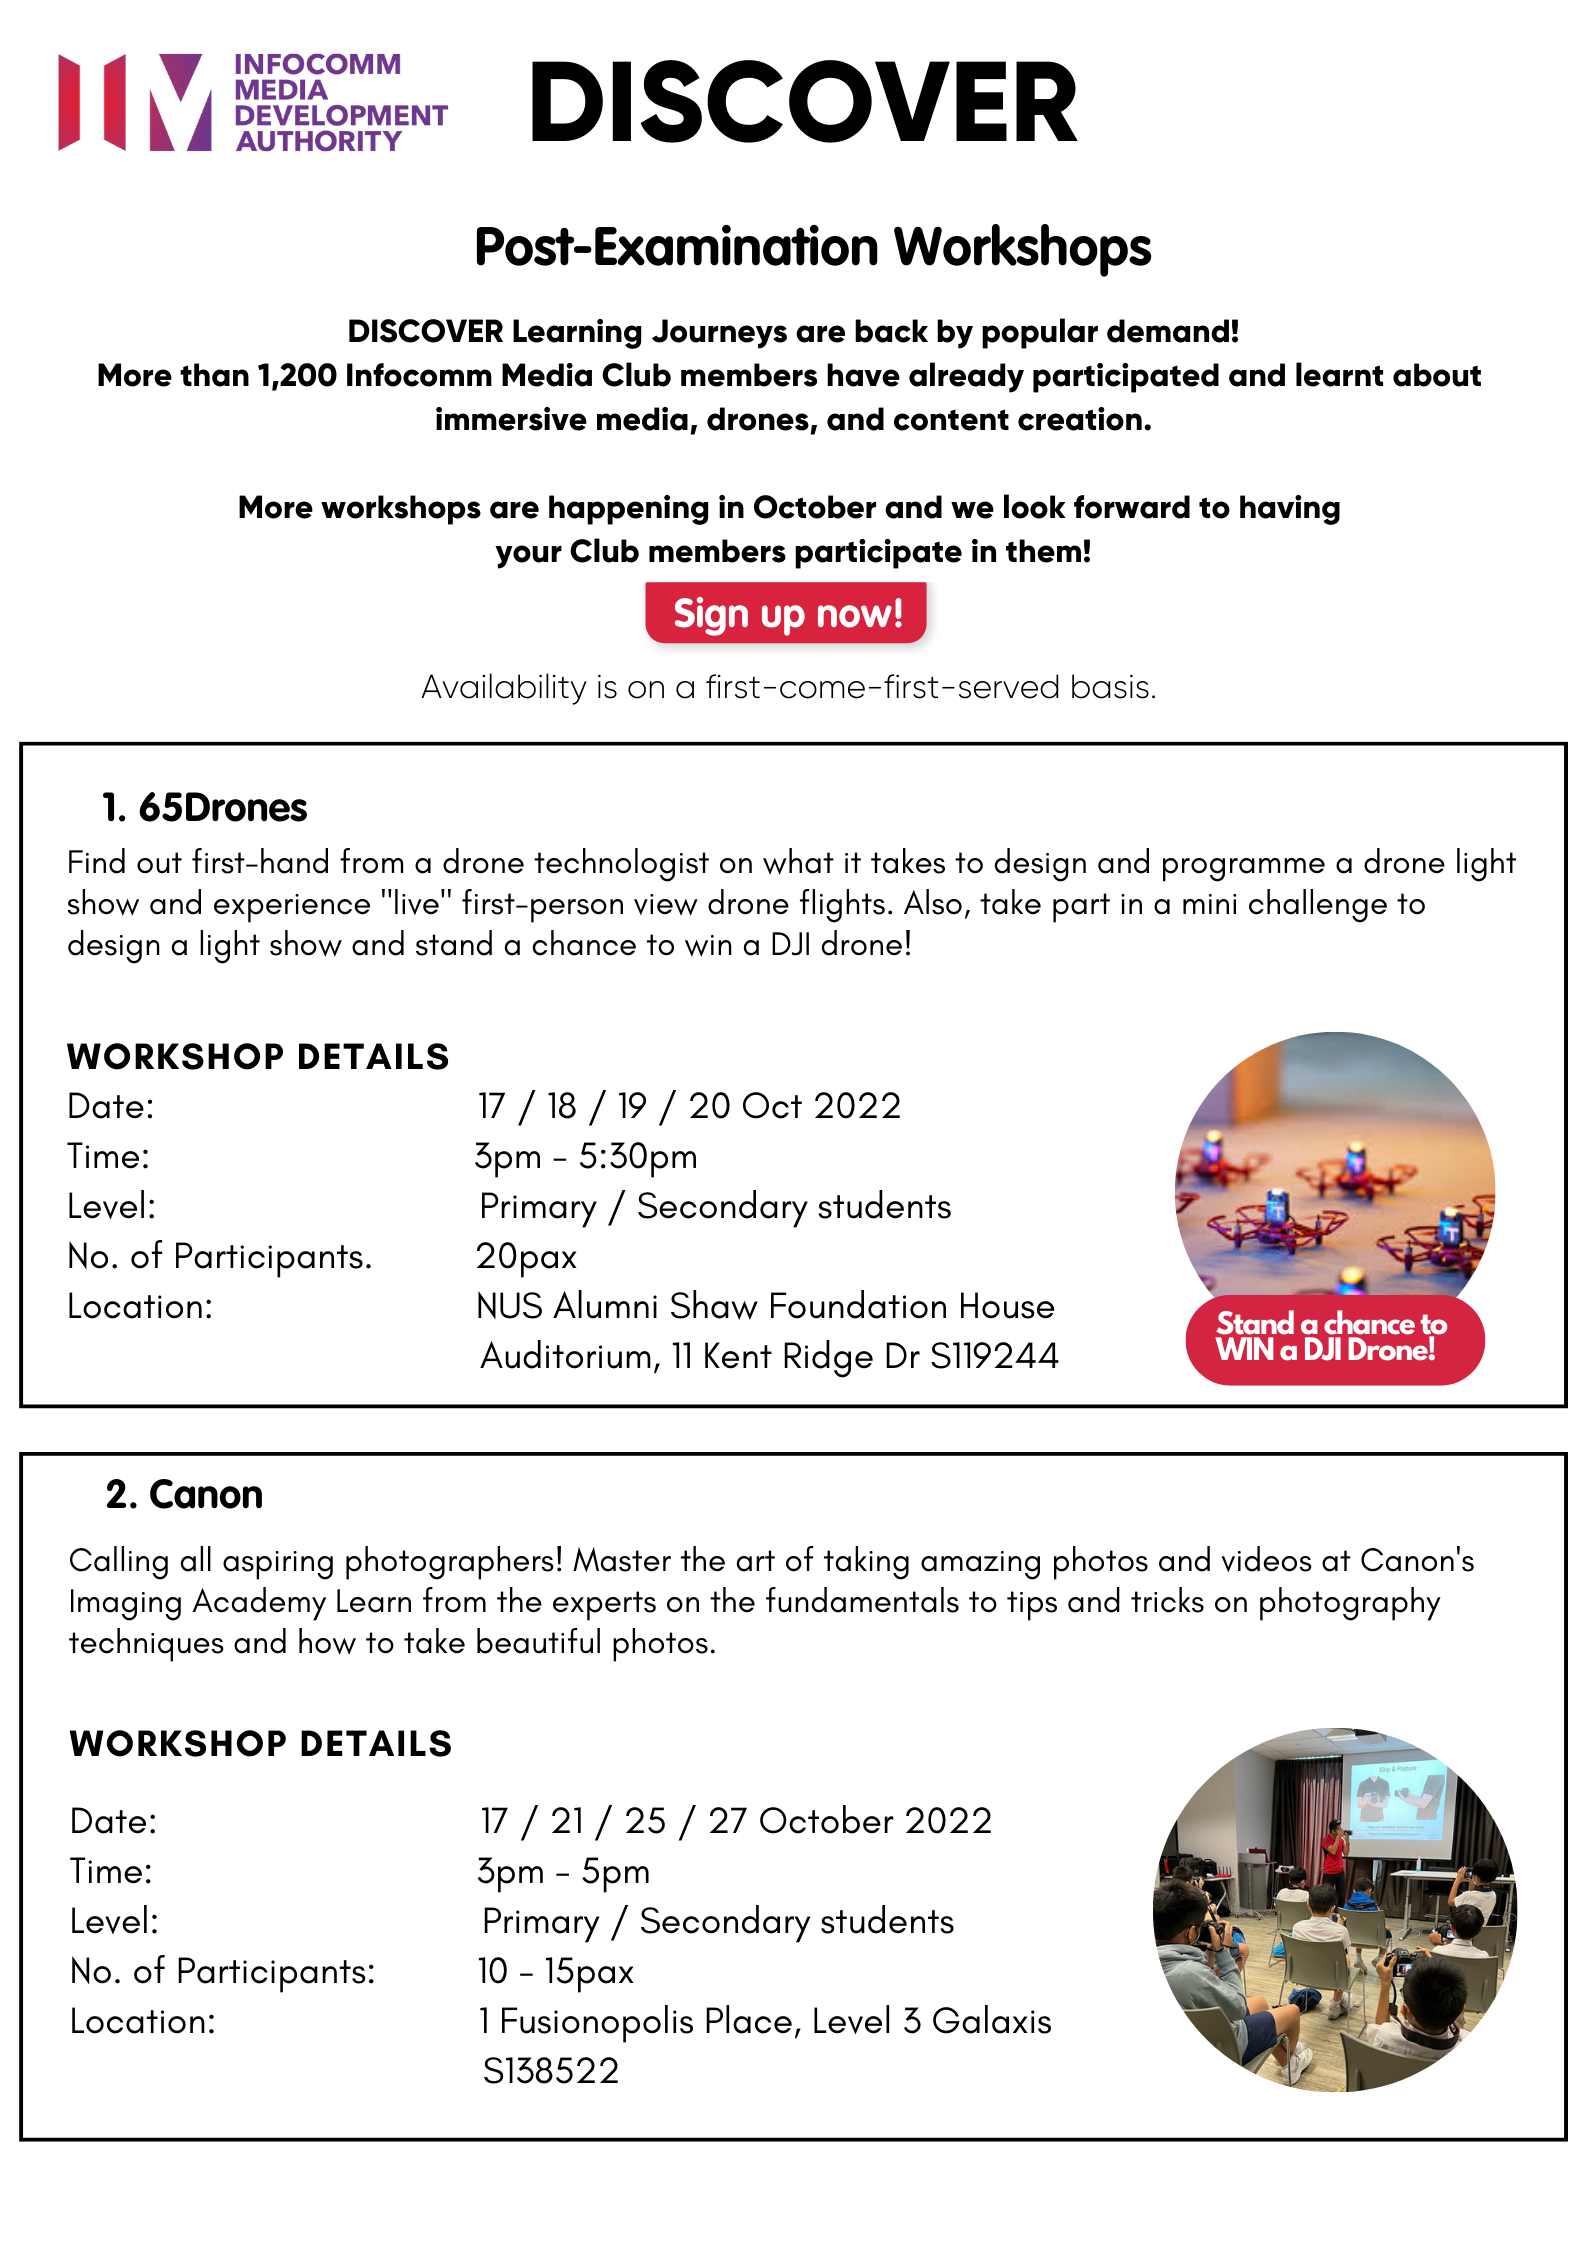 INFOCOMM
MEDIA
DEVELOPMENT
AUTHORITY
DISCOVER
Post-Examination Workshops
DISCOVER Learning Journeys are back by popular demand!
More than 1,200 Infocomm Media Club members have already participated and learnt about
immersive media, drones, and content creation.
More workshops are happening in October and we look forward to having
your Club members participate in them!
Sign up now!
Availability is on a first-come-first-served basis.
1. 65Drones
Find out first-hand from a drone technologist on what it takes to design and programme a drone light
show and experience "live" first-person view drone flights. Also, take part in a mini challenge to
design a light show and stand a chance to win a DJI drone!
WORKSHOP DETAILS
Date: 17 / 18 / 19 / 20 Oct 2022
Time: 3pm - 5:30pm
Level: Primary / Secondary students
No. of Participants. 20pax
Location: NUS Alumni Shaw Foundation House
Auditorium, 11 Kent Ridge Dr S119244
Stand a chance to
WIN a DJI Drone!
2. Canon
Calling all aspiring photographers! Master the art of taking amazing photos and videos at Canon's
Imaging Academy Learn from the experts on the fundamentals to tips and tricks on photography
techniques and how to take beautiful photos.
WORKSHOP DETAILS
Date: 17 / 21 / 25 / 27 October 2022
Time: 3pm - 5pm
Level: Primary / Secondary students
No. of Participants: 10 - 15pax
Location: 1 Fusionopolis Place, Level 3 Galaxis
S138522
Grip & Posture